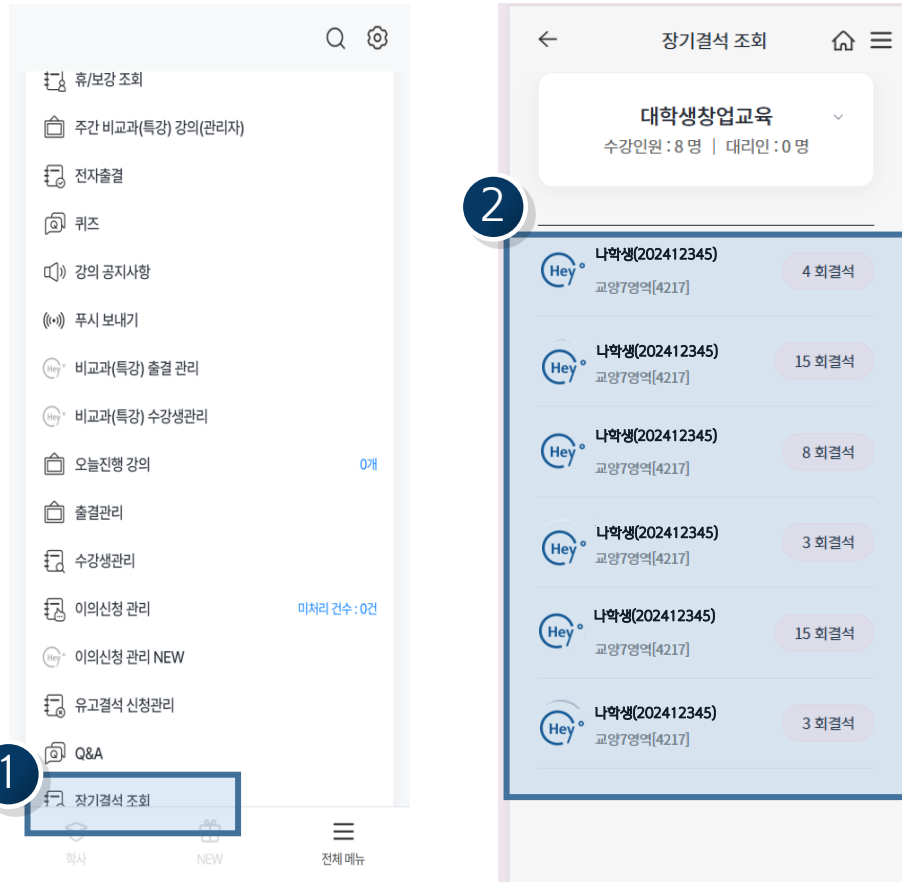 휴/보강 조회
주간 비교과(특강) 강의(관리자)
전자출결
퀴즈
강의 공지사항
푸시 보내기
Hey 비교과(특강) 출결 관리
Hey 비교과(특강) 수강생관리
오늘진행 강의 0개
출결관리
수강생관리
이의신청 관리 미처리 건수 : 0건
Hey 이의신청 관리 NEW
유고결석 신청관리
Q&A
1
장기결석 조회
학사 NEW 전체 메뉴
장기결석 조회
대학생창업교육
수강인원 : 8 명 | 대리인 : 0 명
2
Hey 나학생(202412345)
교양7영역[4217]
4 회결석
Hey 나학생(202412345)
교양7영역[4217]
15 회결석
Hey 나학생(202412345)
교양7영역[4217]
8 회결석
Hey 나학생(202412345)
교양7영역[4217]
3 회결석
Hey 나학생(202412345)
교양7영역[4217]
15 회결석
Hey 나학생(202412345)
교양7영역[4217]
3 회결석